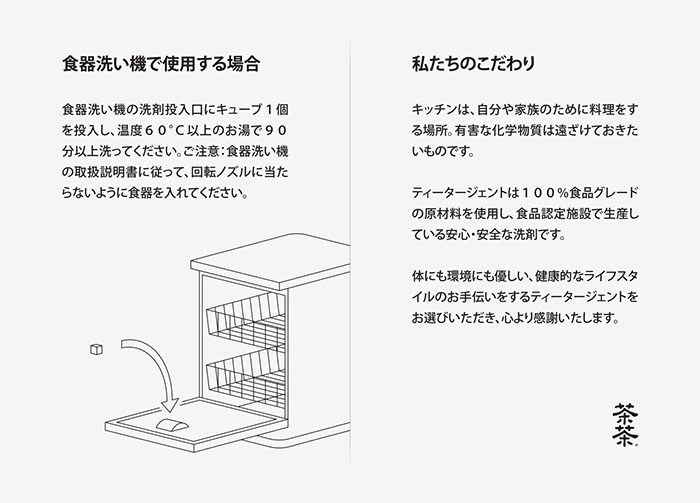 食器洗い機で使用する場合
食器洗い機の洗剤投入口にキューブ１個
を投入し、温度６０°Ｃ以上のお湯で９０
分以上洗ってください。ご注意：食器洗い機
の取扱説明書に従って、回転ノズルに当た
らないように食器を入れてください。
私たちのこだわり
キッチンは、自分や家族のために料理をす
る場所。有害な化学物質は遠ざけておきた
いものです。
ティータージェントは１００％食品グレード
の原材料を使用し、食品認定施設で生産し
ている安心・安全な洗剤です。
体にも環境にも優しい、健康的なライフスタ
イルのお手伝いをするティータージェントを
お選びいただき、心より感謝いたします。
茶
茶